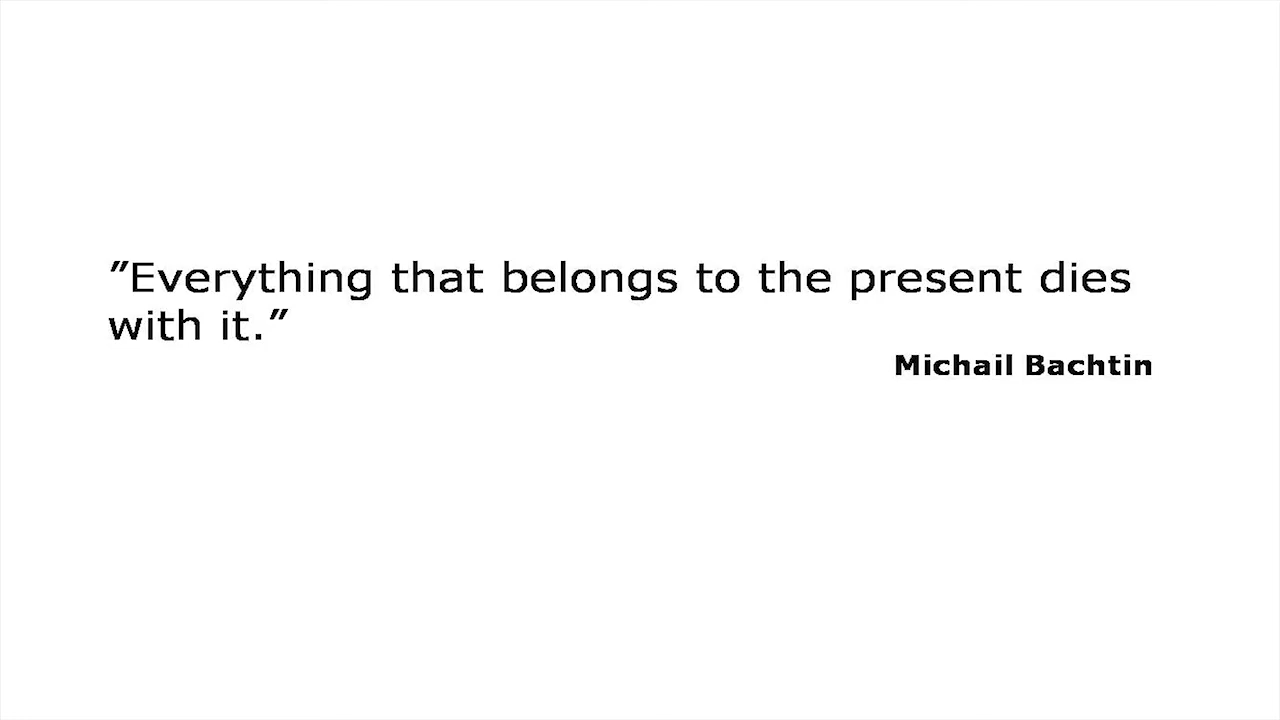 ”Everything that belongs to the present dies
with it.”
Michail Bachtin